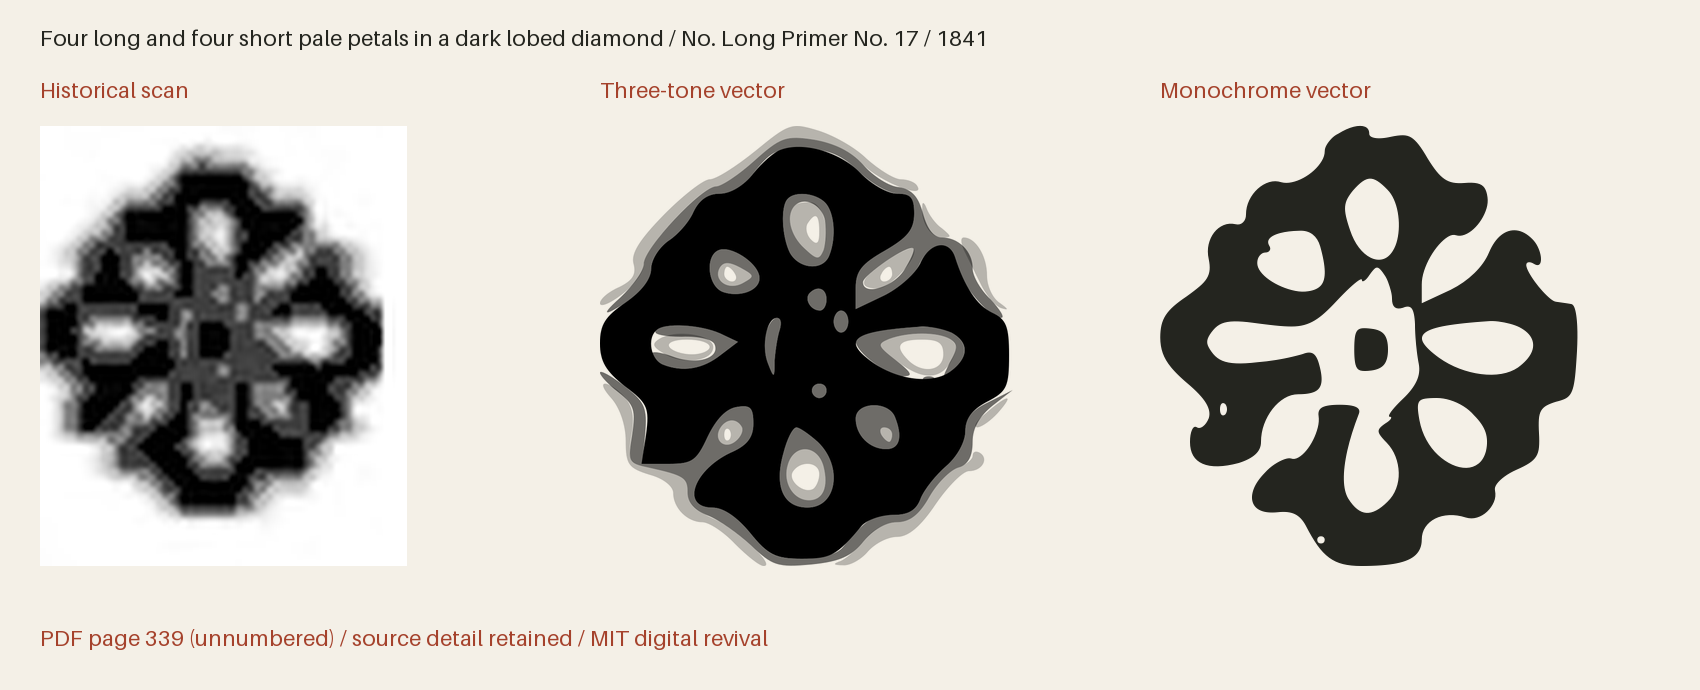 Four long and four short pale petals in a dark lobed diamond / No. Long Primer No. 17 / 1841
Historical scan
Three-tone vector
Monochrome vector
PDF page 339 (unnumbered) / source detail retained / MIT digital revival